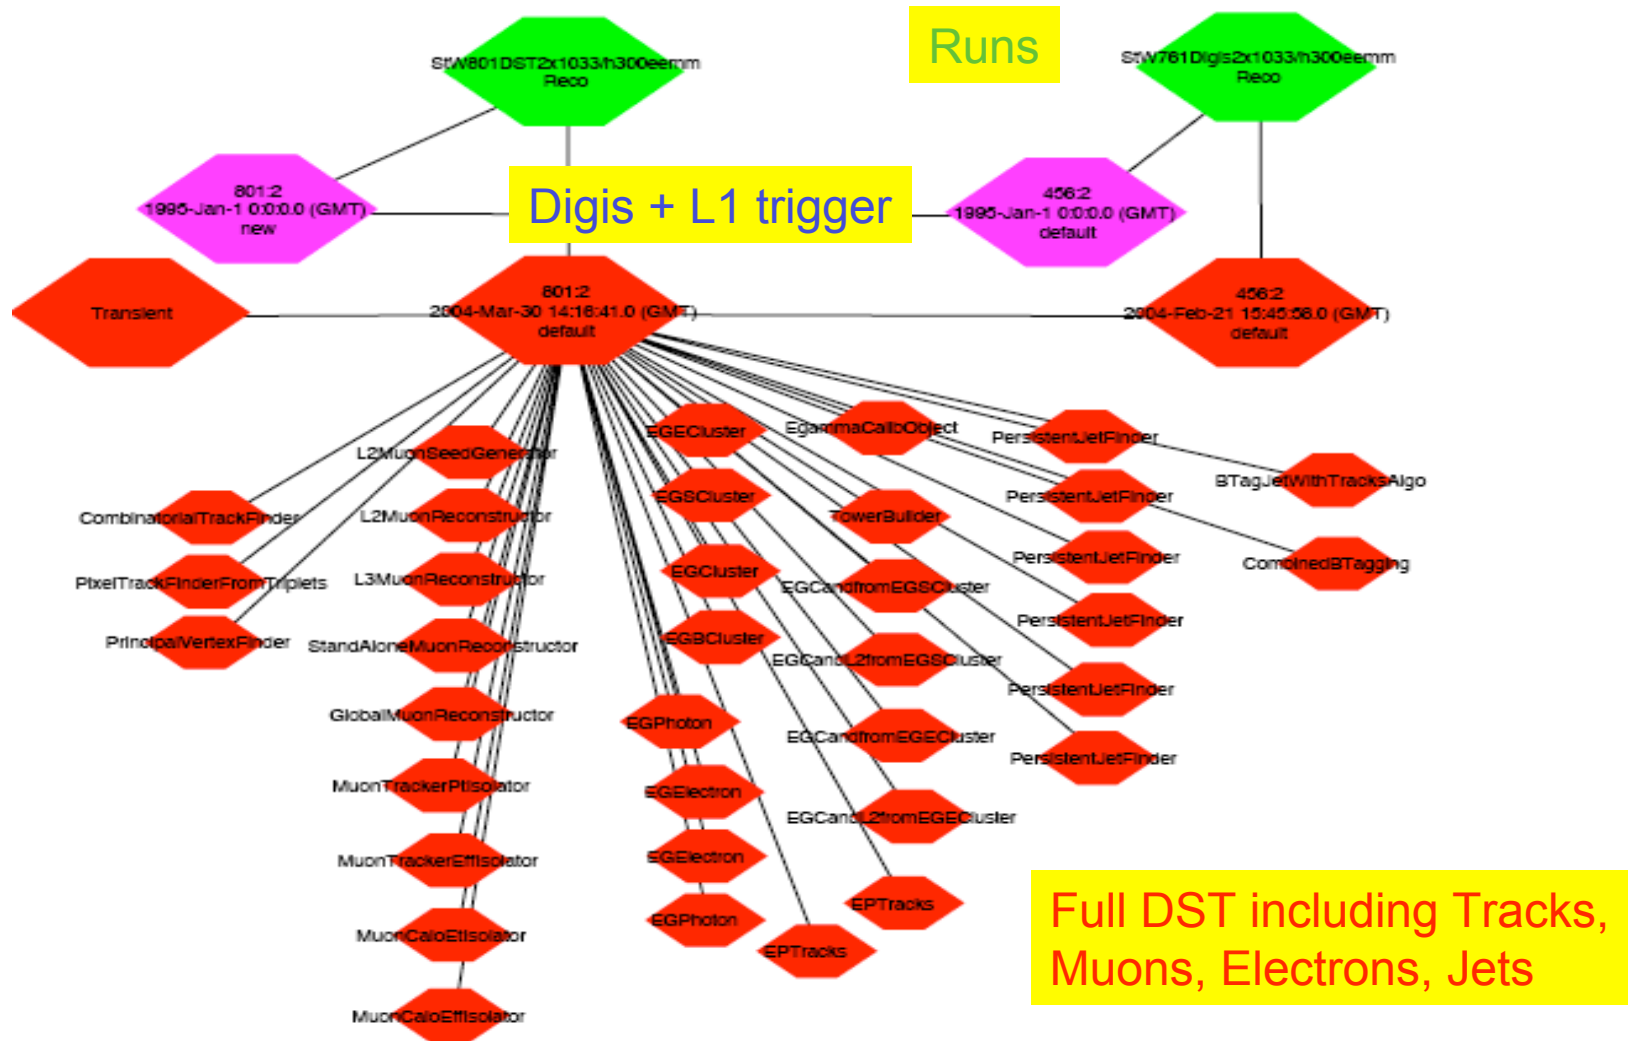 StW801DST2x1033/h300eemm
Reco
Runs
StW761Digis2x1033/h300eemm
Reco
801:2
1995-Jan-1 0:0:0.0 (GMT)
new
Digis + L1 trigger
456:2
1995-Jan-1 0:0:0.0 (GMT)
default
Transient
801:2
2004-Mar-30 14:16:41.0 (GMT)
default
456:2
2004-Feb-21 15:45:58.0 (GMT)
default
L2MuonSeedGenerator
L2MuonReconstructor
L3MuonReconstructor
StandAloneMuonReconstructor
GlobalMuonReconstructor
MuonTrackerPtIsolator
MuonTrackerEffIsolator
MuonCaloEtIsolator
MuonCaloEffIsolator
CombinatorialTrackFinder
PixelTrackFinderFromTriplets
PrincipalVertexFinder
EGECluster
EGSCluster
EGCluster
EGBCluster
EGPhoton
EGElectron
EGElectron
EGPhoton
EPTracks
EPTracks
EgammaCalibObject
TowerBuilder
EGCandfromEGSCluster
EGCandL2fromEGSCluster
EGCandfromEGECluster
EGCandL2fromEGECluster
PersistentJetFinder
PersistentJetFinder
PersistentJetFinder
PersistentJetFinder
PersistentJetFinder
PersistentJetFinder
BTagJetWithTracksAlgo
CombinedBTagging
Full DST including Tracks,
Muons, Electrons, Jets